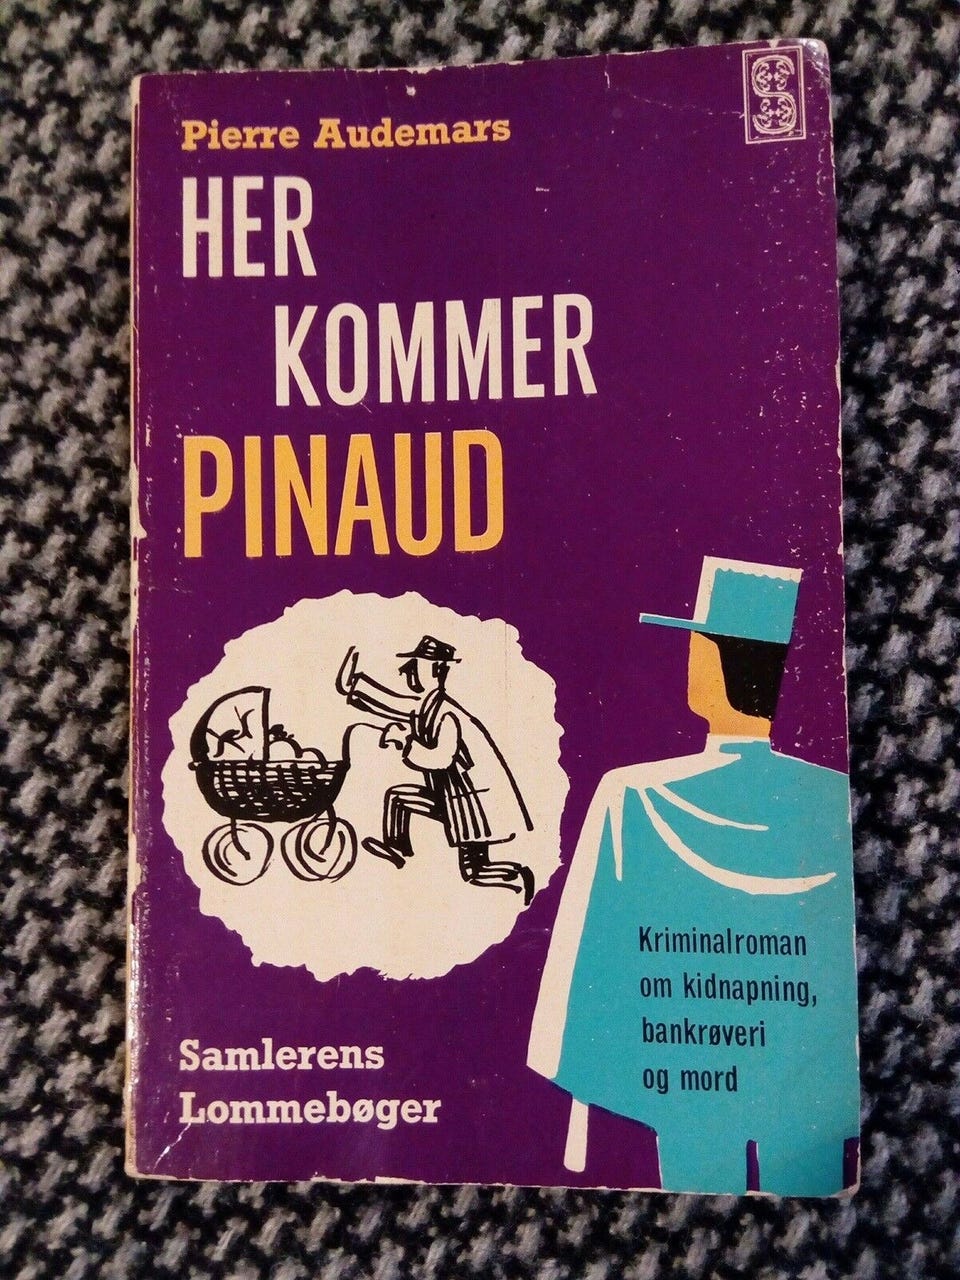 S
Pierre Audemars
HER
KOMMER
PINAUD
Kriminalroman
om kidnapning,
bankrøveri
og mord
Samlerens
Lommebøger